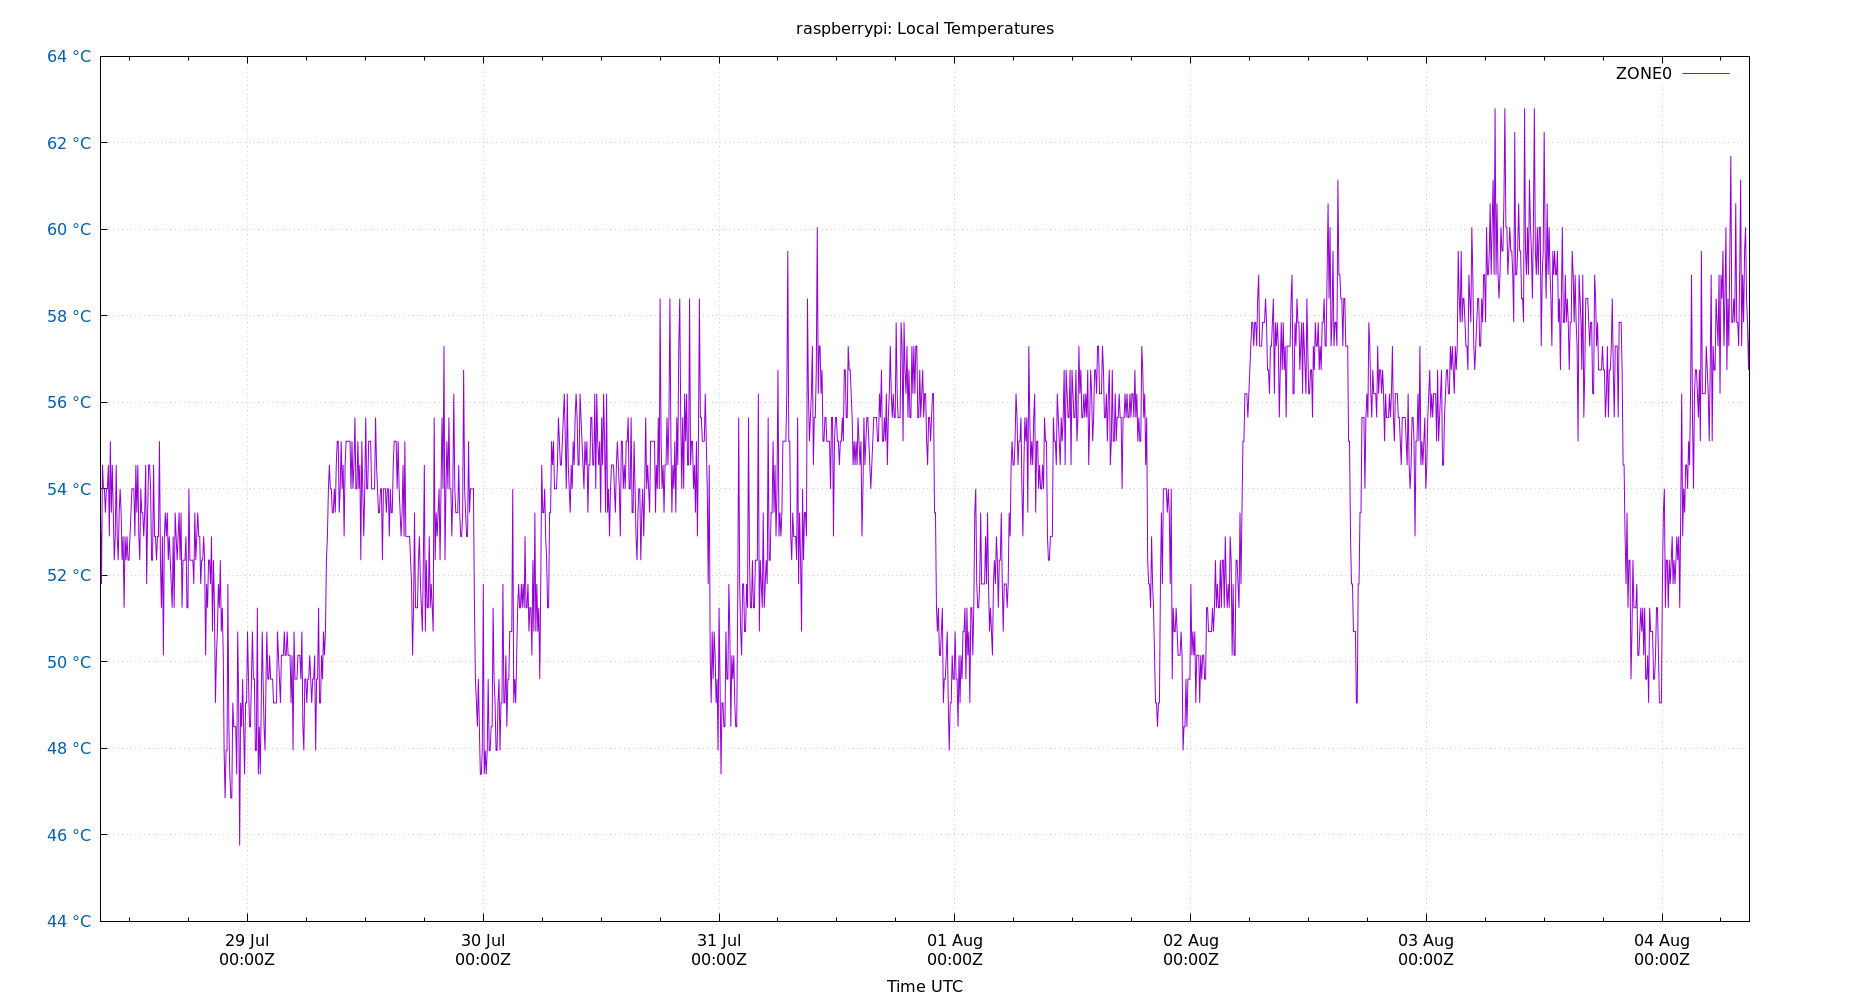 raspberrypi: Local Temperatures
64 °C
ZONE0
62 °C
60 °C
58 °C
56 °C
54 °C
52 °C
50 °C
48 °C
46 °C
44 °C
29 Jul 30 Jul 31 Jul 01 Aug 02 Aug 03 Aug 04 Aug
00:00Z 00:00Z 00:00Z 00:00Z 00:00Z 00:00Z 00:00Z
Time UTC